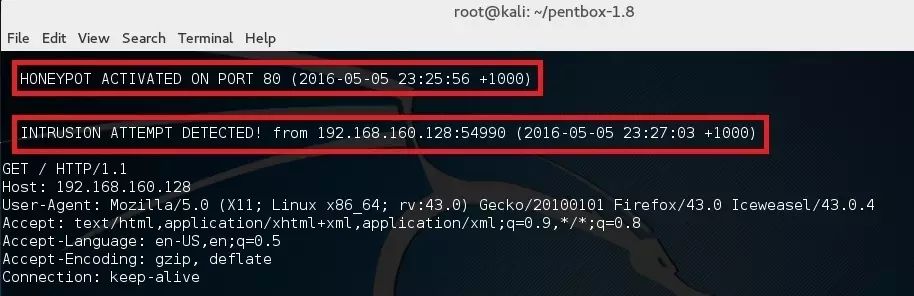 root@kali: ~/pentbox-1.8
File Edit View Search Terminal Help
HONEYPOT ACTIVATED ON PORT 80 (2016-05-05 23:25:56 +1000)
INTRUSION ATTEMPT DETECTED! from 192.168.160.128:54990 (2016-05-05 23:27:03 +1000)
GET / HTTP/1.1
Host: 192.168.160.128
User-Agent: Mozilla/5.0 (X11; Linux x86_64; rv:43.0) Gecko/20100101 Firefox/43.0 Iceweasel/43.0.4
Accept: text/html,application/xhtml+xml,application/xml;q=0.9,*/*;q=0.8
Accept-Language: en-US,en;q=0.5
Accept-Encoding: gzip, deflate
Connection: keep-alive